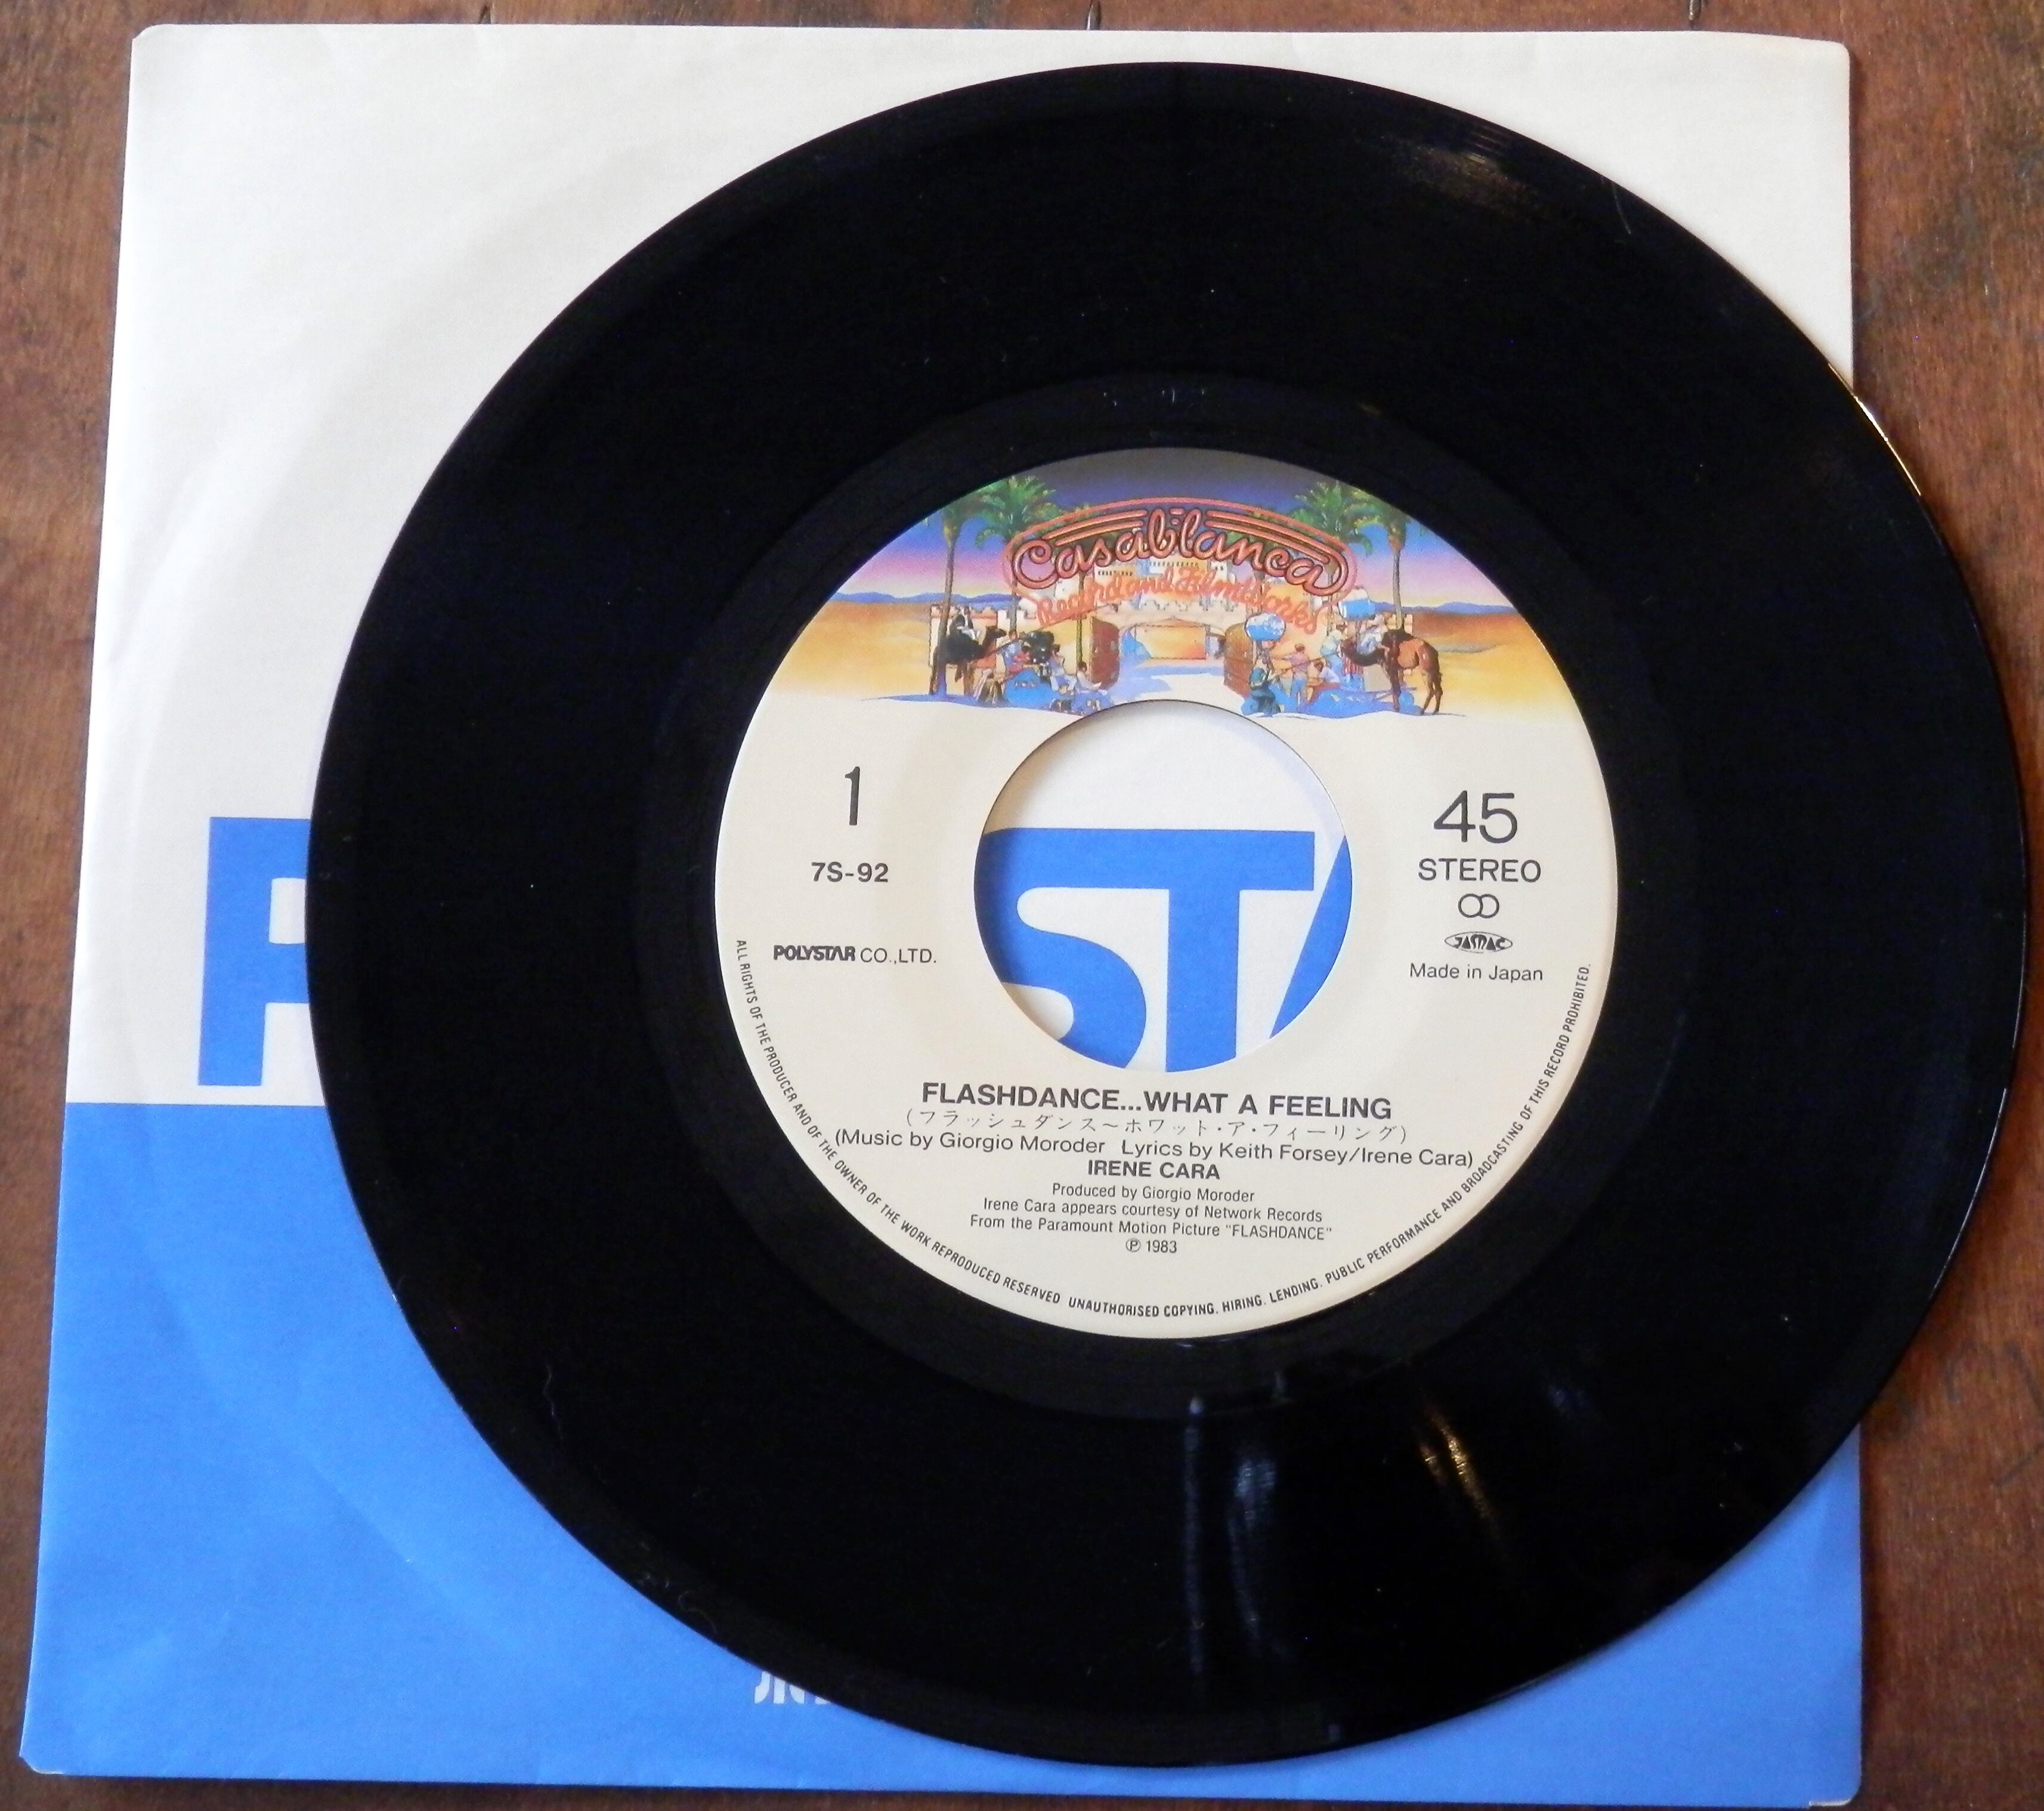 Casablanca
Record and FilmWorks
1
45
7S-92
STEREO
JASRAC
POLYSTAR CO.,LTD.
Made in Japan
P
STA
FLASHDANCE...WHAT A FEELING
(フラッシュダンス～ホワット・ア・フィーリング)
(Music by Giorgio Moroder Lyrics by Keith Forsey/Irene Cara)
IRENE CARA
Produced by Giorgio Moroder
Irene Cara appears courtesy of Network Records
From the Paramount Motion Picture "FLASHDANCE"
Ⓟ 1983
ALL RIGHTS OF THE PRODUCER AND OF THE OWNER OF THE WORK REPRODUCED RESERVED UNAUTHORISED COPYING. HIRING. LENDING. PUBLIC PERFORMANCE AND BROADCASTING OF THIS RECORD PROHIBITED.